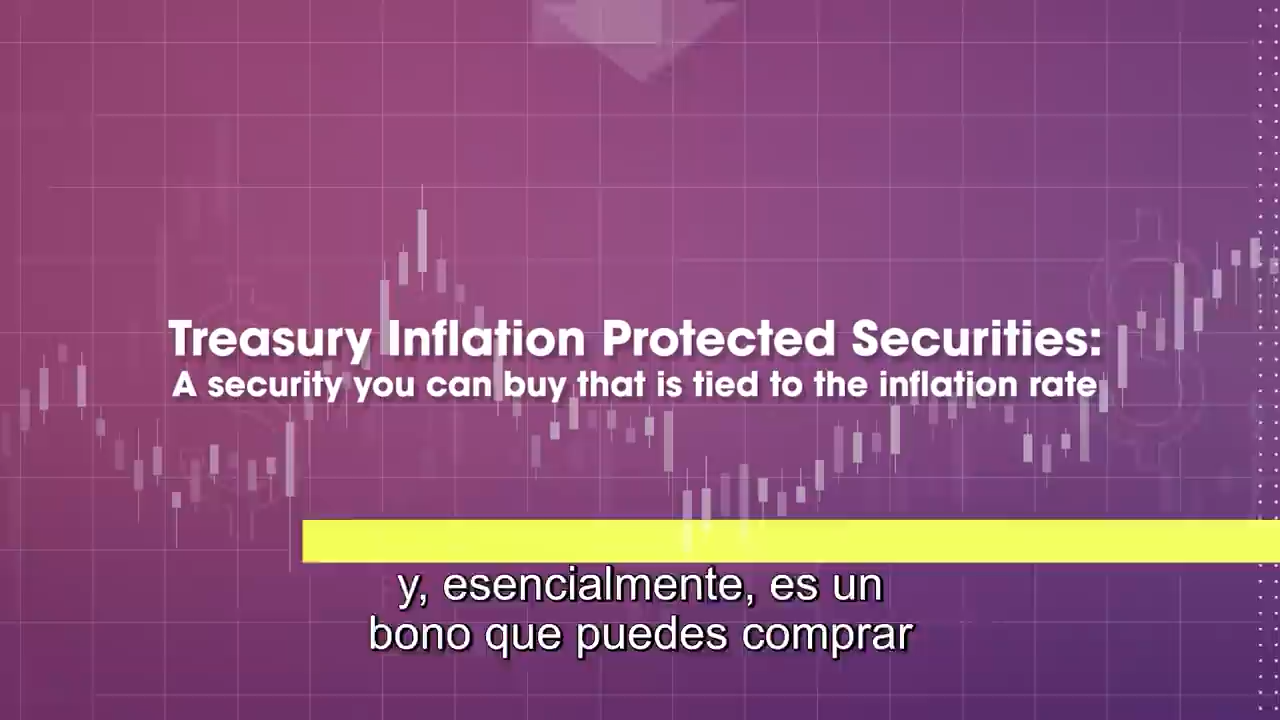 Treasury Inflation Protected Securities:
A security you can buy that is tied to the inflation rate
y, esencialmente, es un
bono que puedes comprar